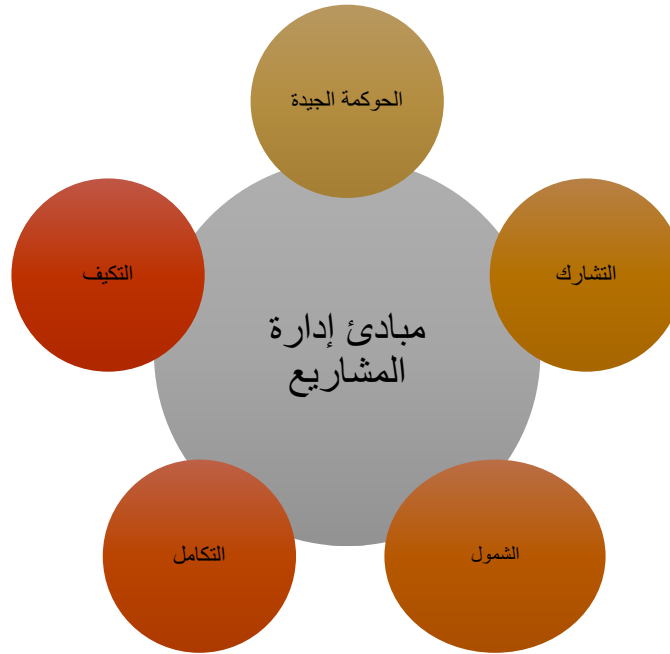 الحوكمة الجيدة
التشارك
الشمول
التكامل
التكيف
مبادئ إدارة
المشاريع